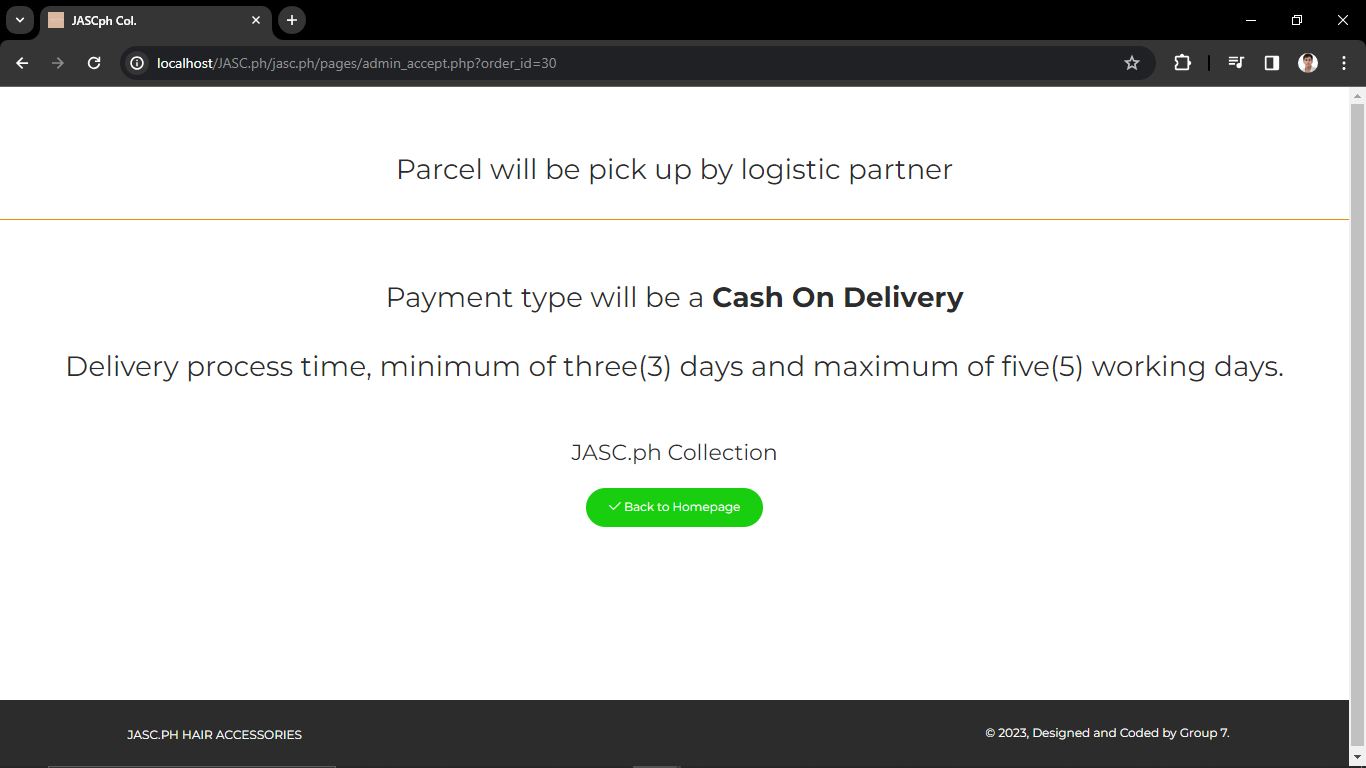 JASCph Col.
localhost/JASC.ph/jasc.ph/pages/admin_accept.php?order_id=30
Parcel will be pick up by logistic partner
Payment type will be a Cash On Delivery
Delivery process time, minimum of three(3) days and maximum of five(5) working days.
JASC.ph Collection
Back to Homepage
JASC.PH HAIR ACCESSORIES
© 2023, Designed and Coded by Group 7.